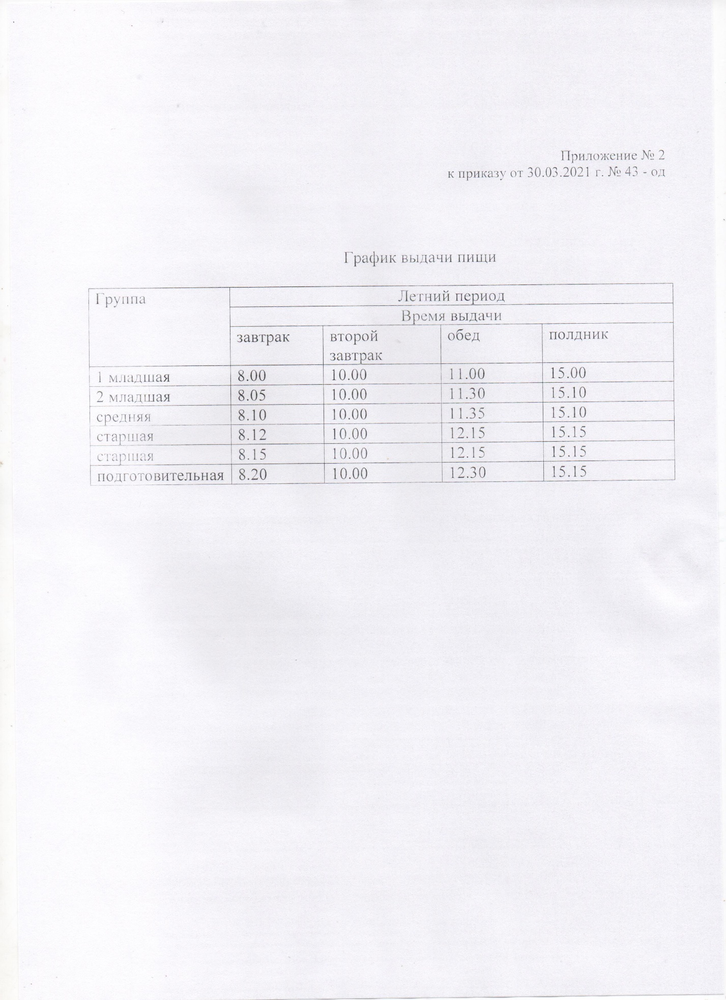 Приложение № 2
к приказу от 30.03.2021 г. № 43 - од
График выдачи пищи
Группа Летний период
Время выдачи
завтрак второй завтрак обед полдник
1 младшая 8.00 10.00 11.00 15.00
2 младшая 8.05 10.00 11.30 15.10
средняя 8.10 10.00 11.35 15.10
старшая 8.12 10.00 12.15 15.15
старшая 8.15 10.00 12.15 15.15
подготовительная 8.20 10.00 12.30 15.15